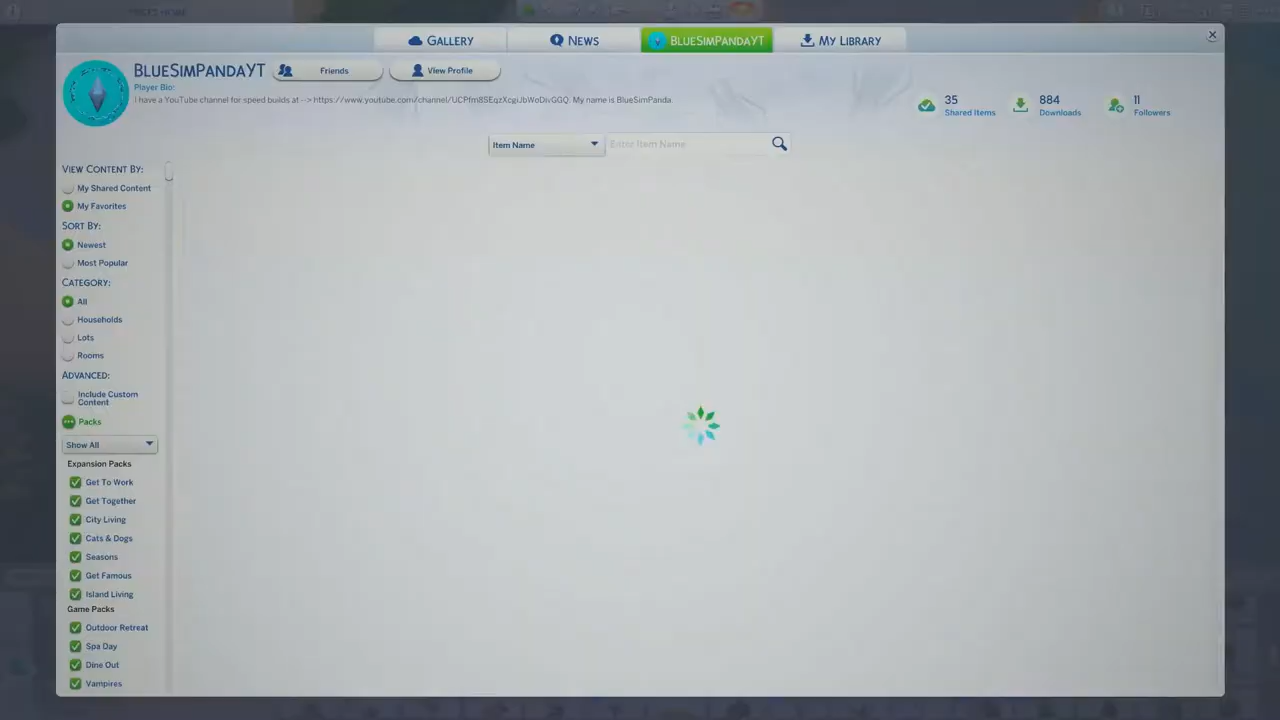 GALLERY
NEWS
BLUESIMPANDAYT
MY LIBRARY
BLUESIMPANDAYT
Friends
View Profile
Player Bio:
I have a YouTube channel for speed builds at --> https://www.youtube.com/channel/UCPfm8SEqzXcgiJbWoDivGGQ. My name is BlueSimPanda.
35
Shared Items
884
Downloads
11
Followers
Item Name
Enter Item Name
VIEW CONTENT BY:
My Shared Content
My Favorites
SORT BY:
Newest
Most Popular
CATEGORY:
All
Households
Lots
Rooms
ADVANCED:
Include Custom
Content
Packs
Show All
Expansion Packs
Get To Work
Get Together
City Living
Cats & Dogs
Seasons
Get Famous
Island Living
Game Packs
Outdoor Retreat
Spa Day
Dine Out
Vampires